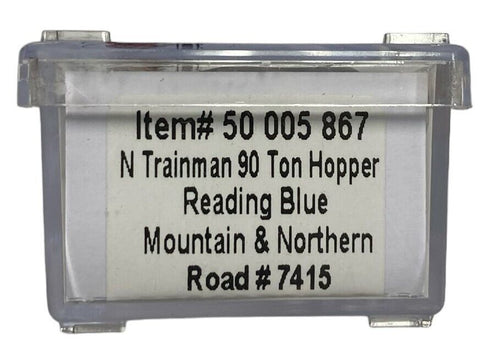 Item# 50 005 867
N Trainman 90 Ton Hopper
Reading Blue
Mountain & Northern
Road # 7415